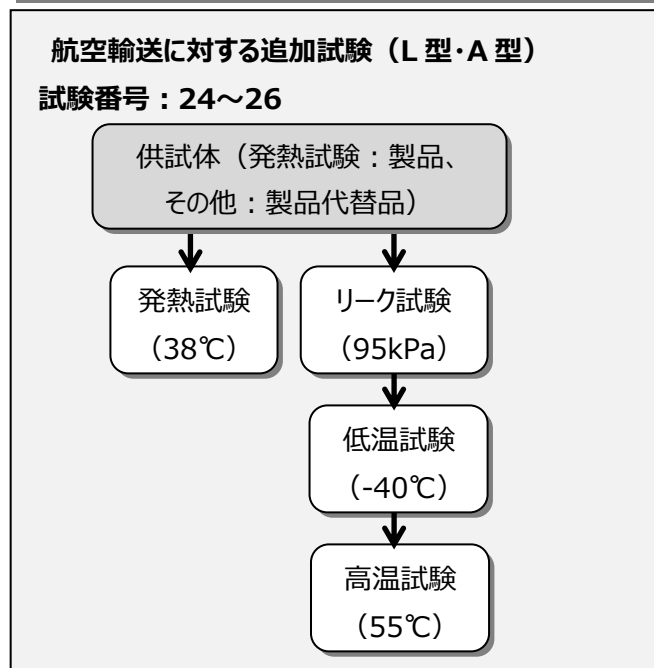 航空輸送に対する追加試験（L 型･A 型）
試験番号：24～26
供試体（発熱試験：製品、
その他：製品代替品）
発熱試験
（38℃）
リーク試験
（95kPa）
低温試験
（-40℃）
高温試験
（55℃）